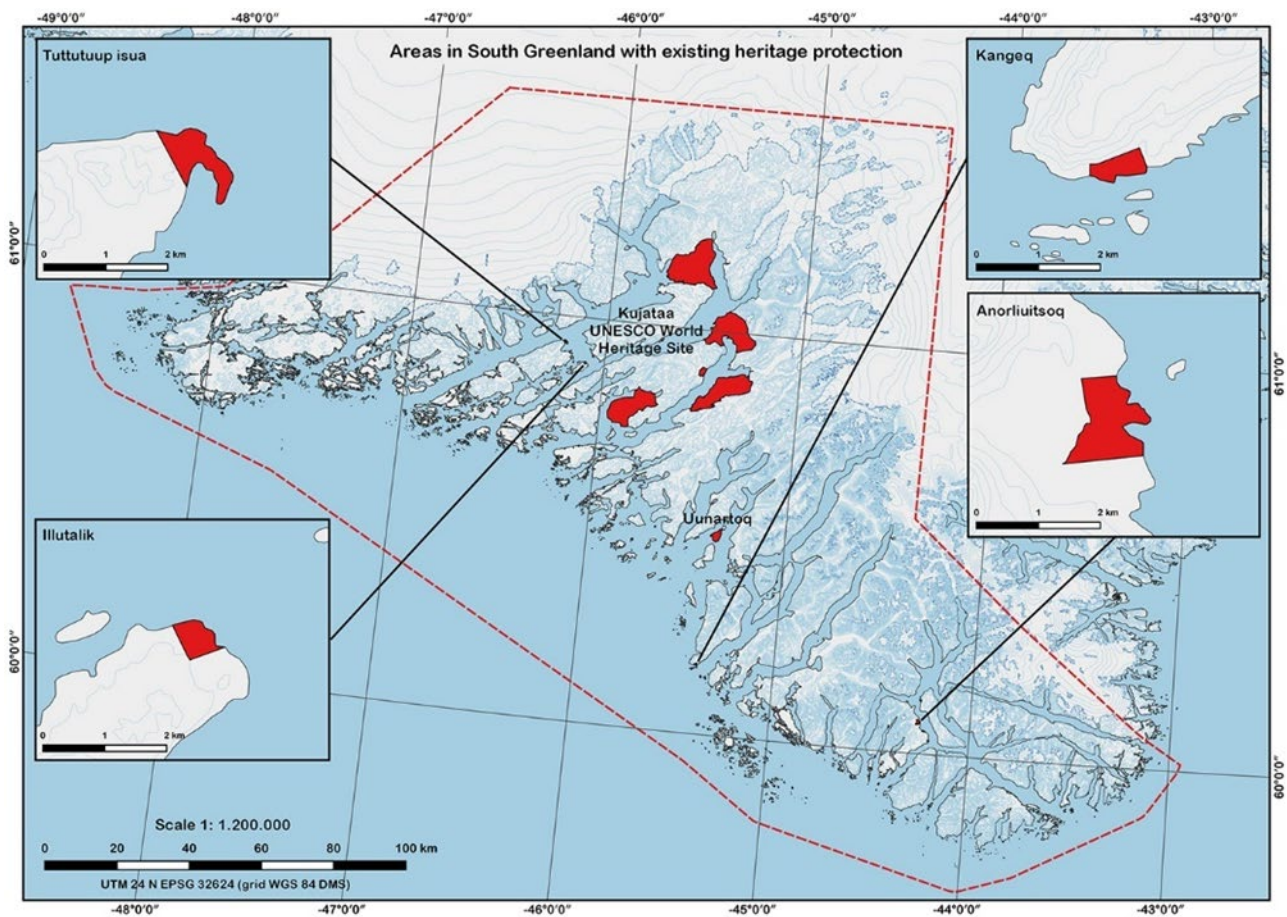 -49°0'0"
-48°0'0"
-47°0'0"
-46°0'0"
-45°0'0"
-44°0'0"
-43°0'0"
Areas in South Greenland with existing heritage protection
Tuttutuup isua
0 1 2 km
Kangeq
0 1 2 km
61°0'0"
Kujataa
UNESCO World
Heritage Site
Anorliuitsoq
0 1 2 km
61°0'0"
Uunartoq
Illutalik
0 1 2 km
60°0'0"
60°0'0"
Scale 1: 1.200.000
0 20 40 60 80 100 km
UTM 24 N EPSG 32624 (grid WGS 84 DMS)
-48°0'0"
-47°0'0"
-46°0'0"
-45°0'0"
-44°0'0"
-43°0'0"